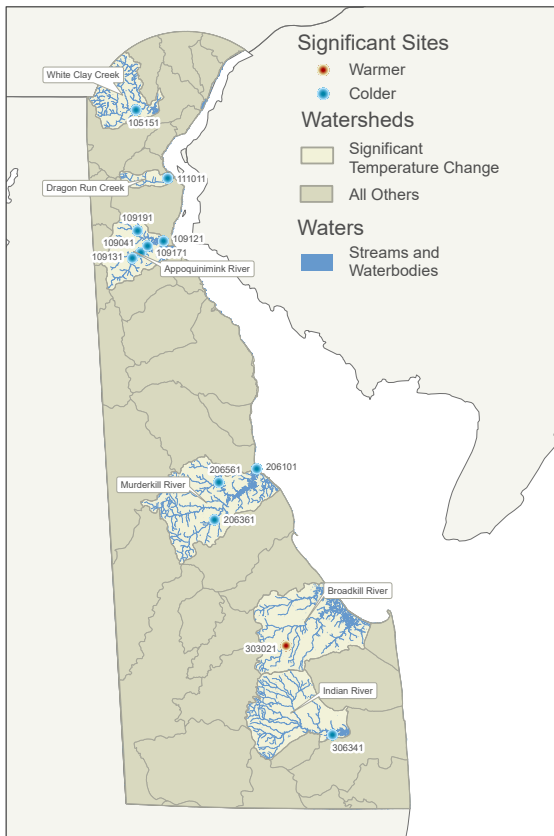 Significant Sites
Warmer
Colder
Watersheds
Significant
Temperature Change
All Others
Waters
Streams and
Waterbodies
White Clay Creek
105151
Dragon Run Creek
111011
109191
109041
109121
109131
109171
Appoquinimink River
206561
206101
Murderkill River
206361
Broadkill River
303021
Indian River
306341